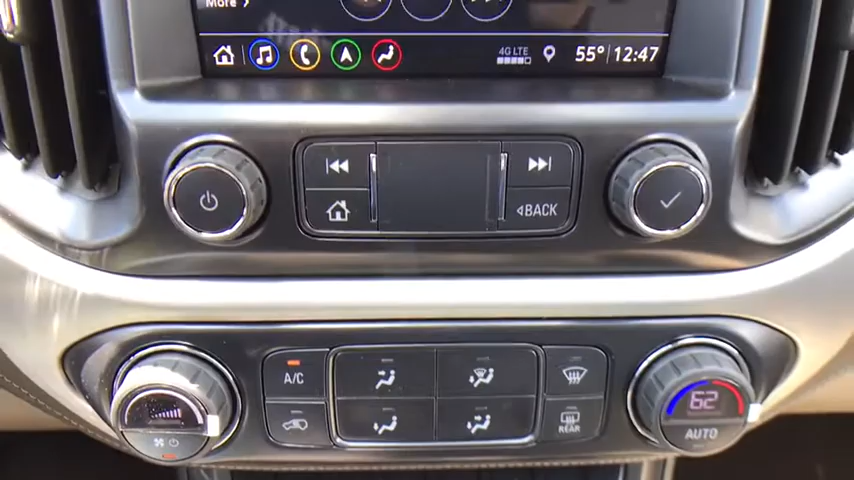 More >
4G LTE
55° 12:47
BACK
A/C
REAR
62
AUTO